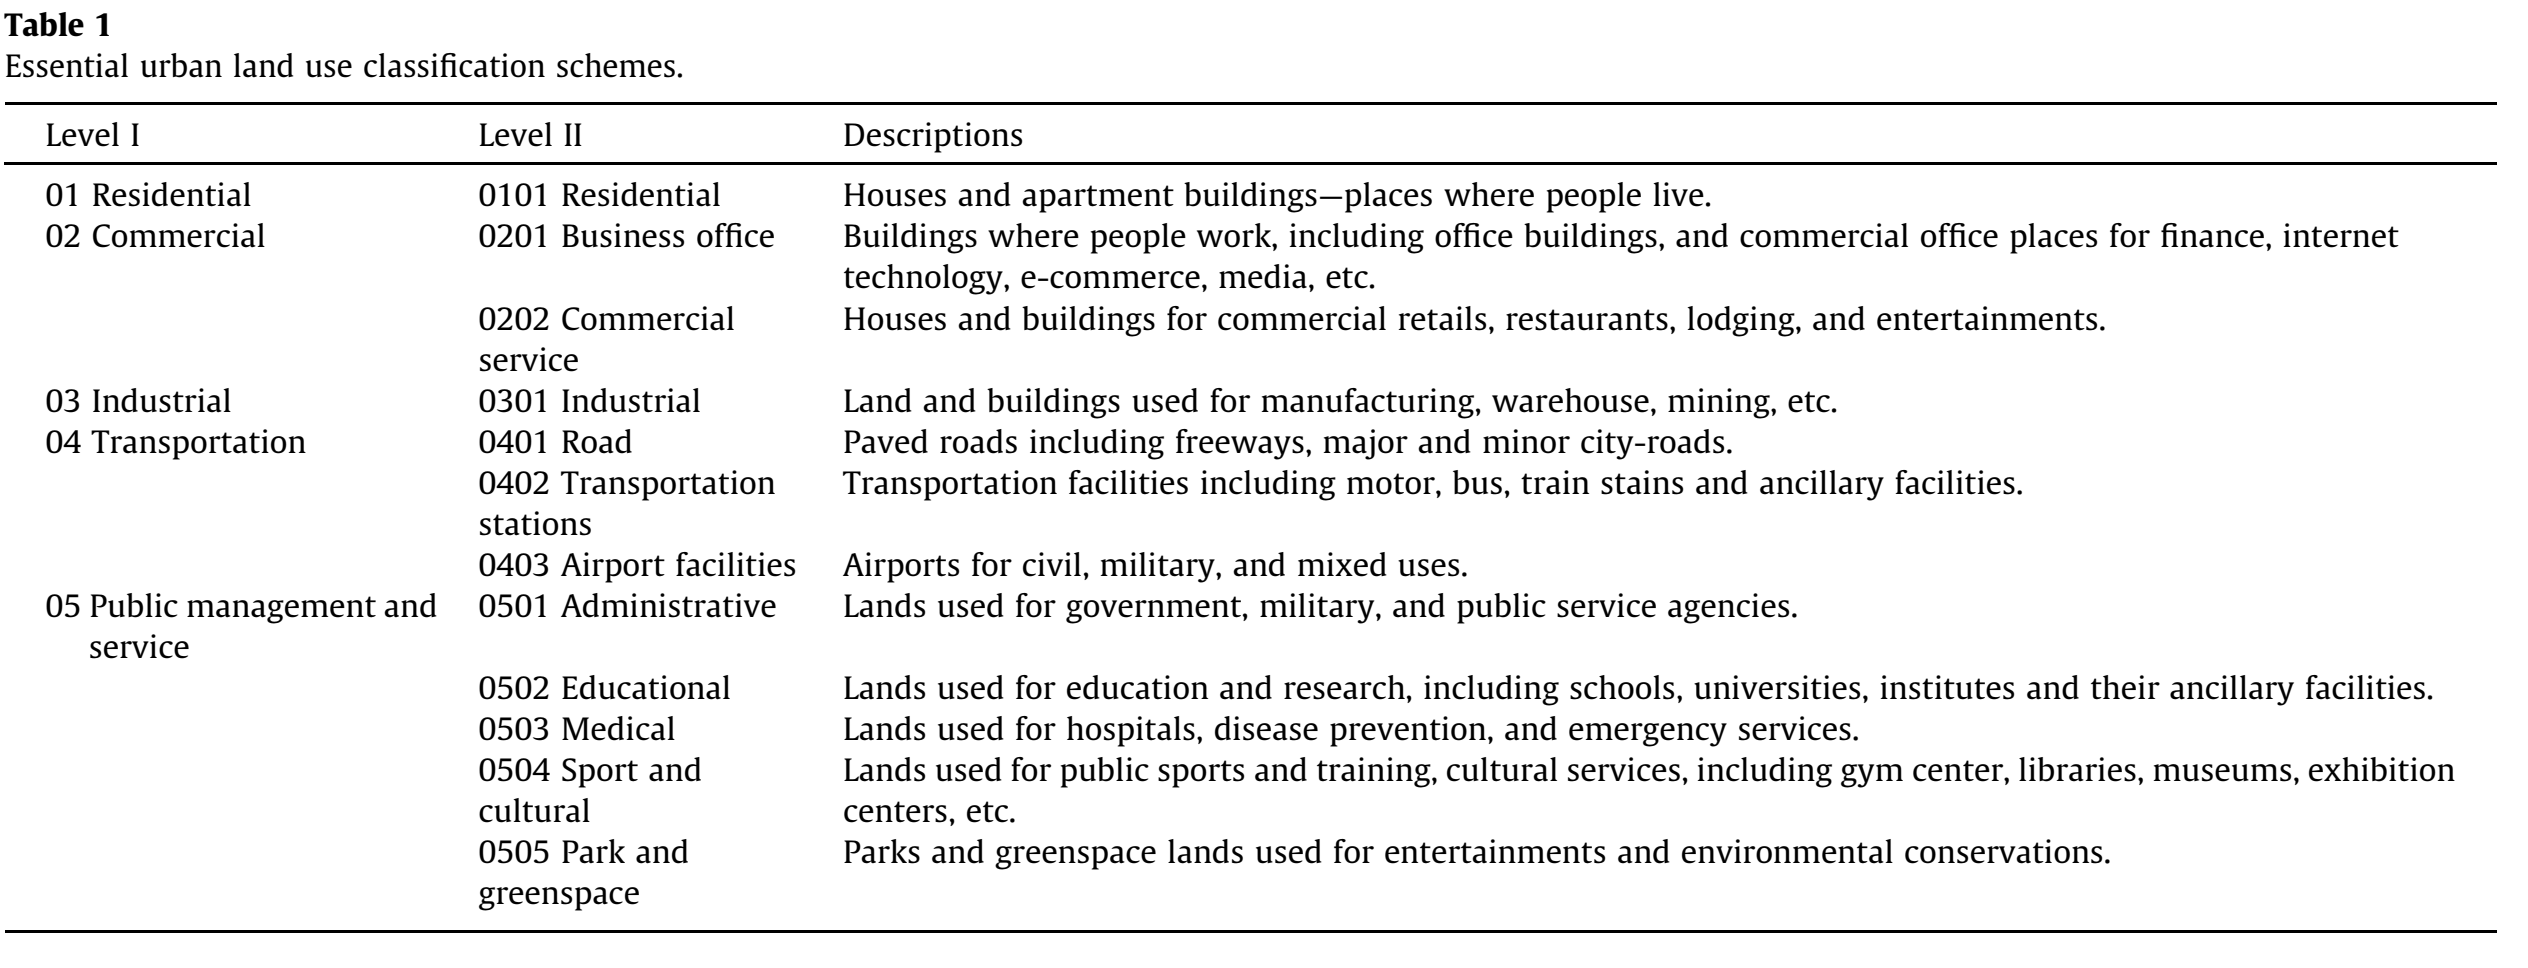 Table 1
Essential urban land use classification schemes.
Level I Level II Descriptions
01 Residential 0101 Residential Houses and apartment buildings—places where people live.
02 Commercial 0201 Business office Buildings where people work, including office buildings, and commercial office places for finance, internet
technology, e-commerce, media, etc.
0202 Commercial Houses and buildings for commercial retails, restaurants, lodging, and entertainments.
service
03 Industrial 0301 Industrial Land and buildings used for manufacturing, warehouse, mining, etc.
04 Transportation 0401 Road Paved roads including freeways, major and minor city-roads.
0402 Transportation Transportation facilities including motor, bus, train stains and ancillary facilities.
stations
0403 Airport facilities Airports for civil, military, and mixed uses.
05 Public management and 0501 Administrative Lands used for government, military, and public service agencies.
service
0502 Educational Lands used for education and research, including schools, universities, institutes and their ancillary facilities.
0503 Medical Lands used for hospitals, disease prevention, and emergency services.
0504 Sport and Lands used for public sports and training, cultural services, including gym center, libraries, museums, exhibition
cultural centers, etc.
0505 Park and Parks and greenspace lands used for entertainments and environmental conservations.
greenspace